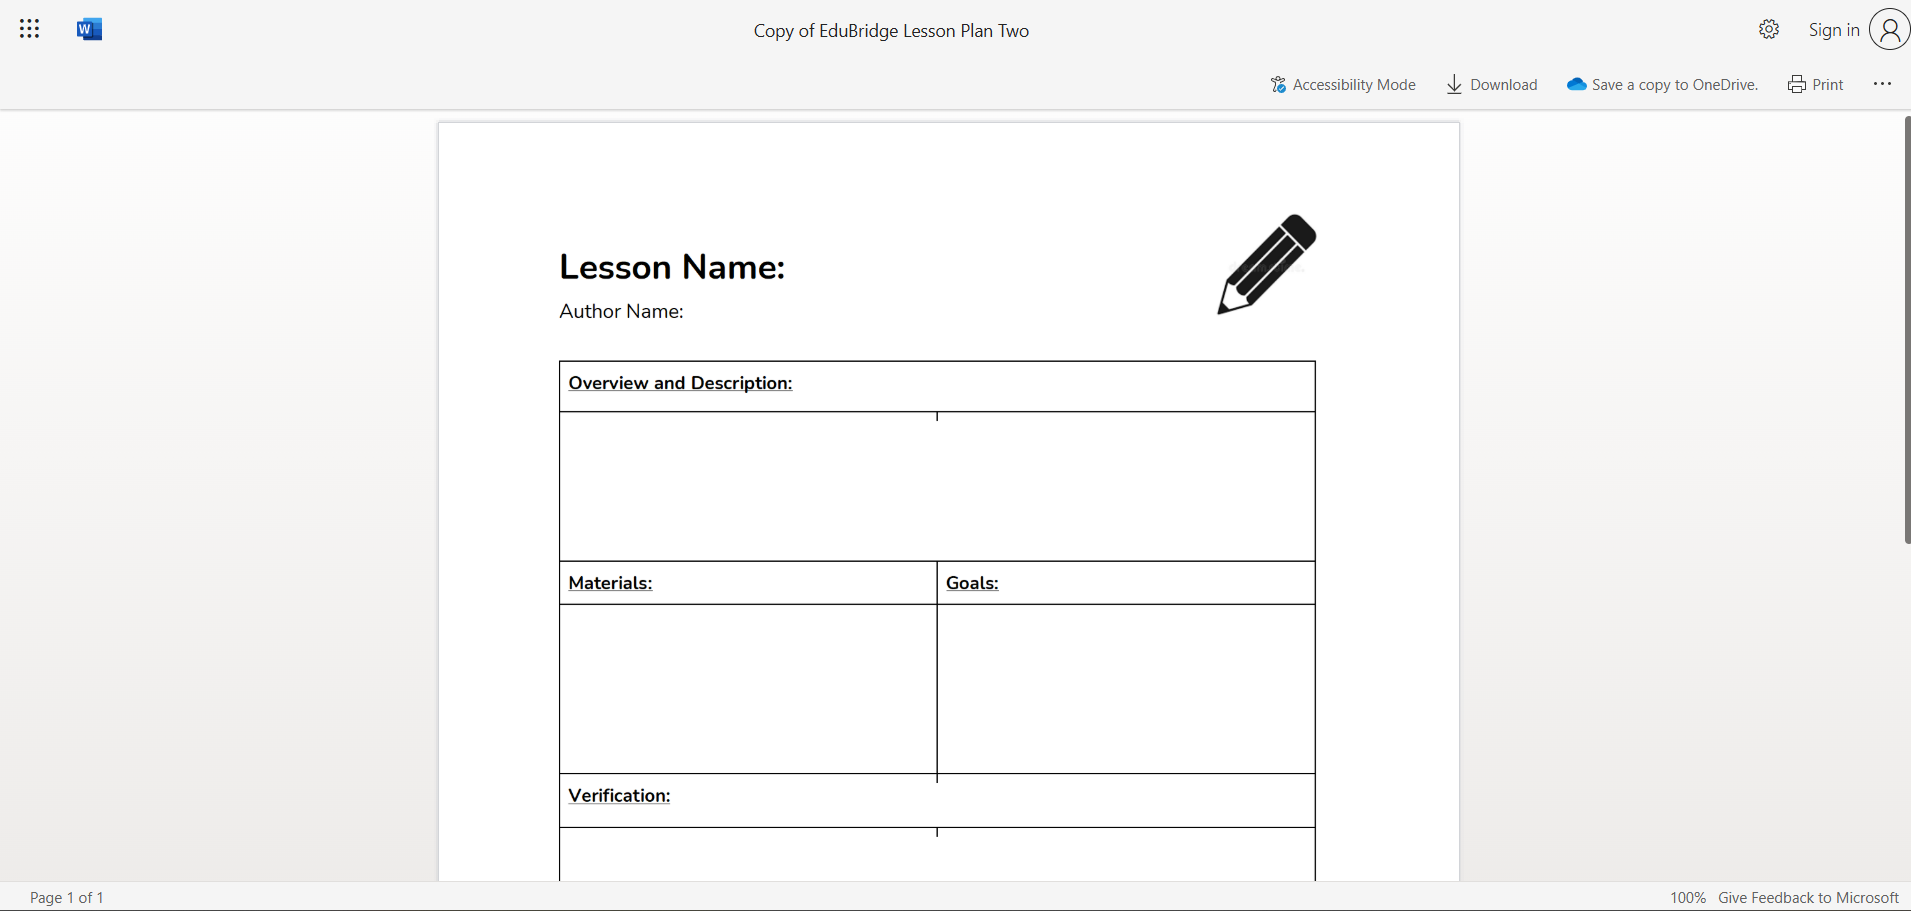 W
Copy of EduBridge Lesson Plan Two
Sign in
Accessibility Mode
Download
Save a copy to OneDrive.
Print
Lesson Name:
Author Name:
Overview and Description:
Materials:
Goals:
Verification:
Page 1 of 1
100%
Give Feedback to Microsoft